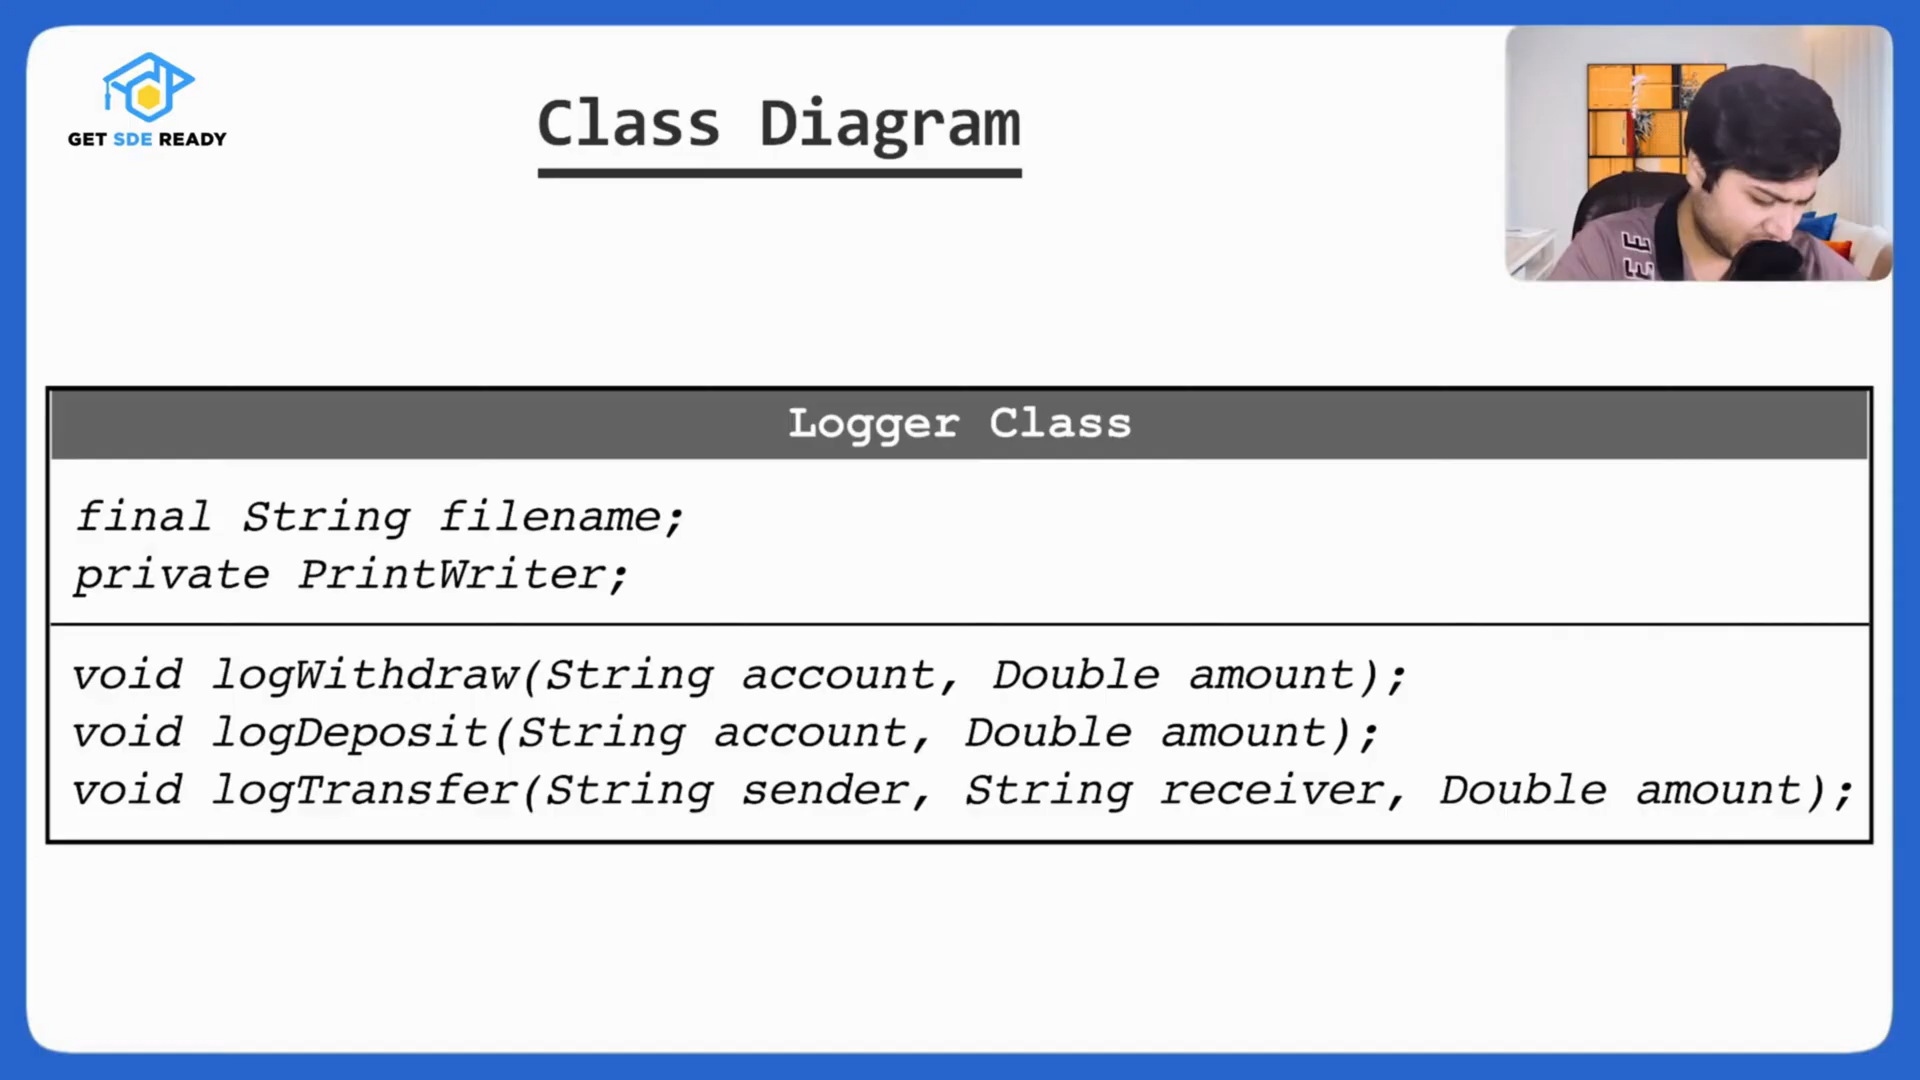 GET SDE READY
Class Diagram
Logger Class
final String filename;
private PrintWriter;
void logWithdraw(String account, Double amount);
void logDeposit(String account, Double amount);
void logTransfer(String sender, String receiver, Double amount);